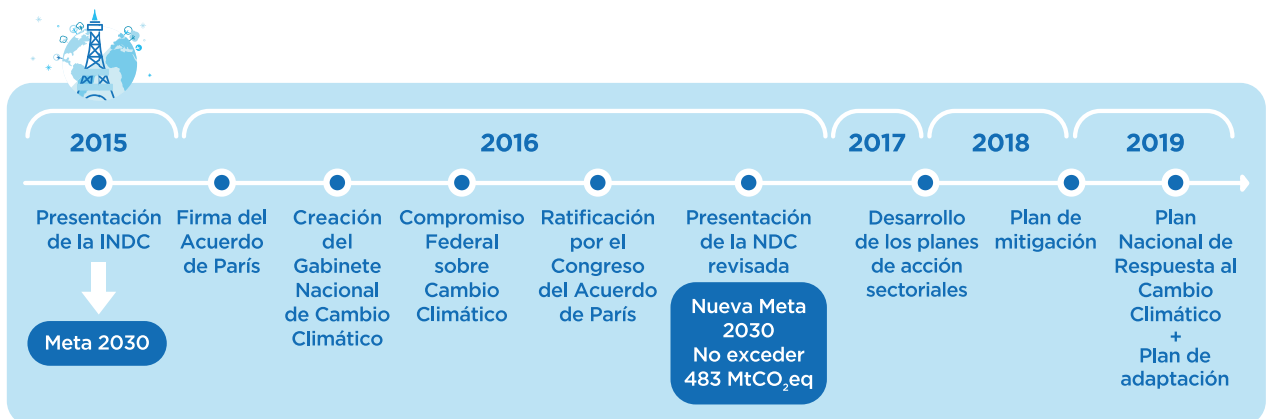 2015
2016
2017
2018
2019
Presentación
de la INDC
Meta 2030
Firma del
Acuerdo
de París
Creación
del
Gabinete
Nacional
de Cambio
Climático
Compromiso
Federal
sobre
Cambio
Climático
Ratificación
por el
Congreso
del Acuerdo
de París
Presentación
de la NDC
revisada
Nueva Meta
2030
No exceder
483 MtCO₂eq
Desarrollo
de los planes
de acción
sectoriales
Plan de
mitigación
Plan
Nacional de
Respuesta al
Cambio
Climático
+
Plan de
adaptación